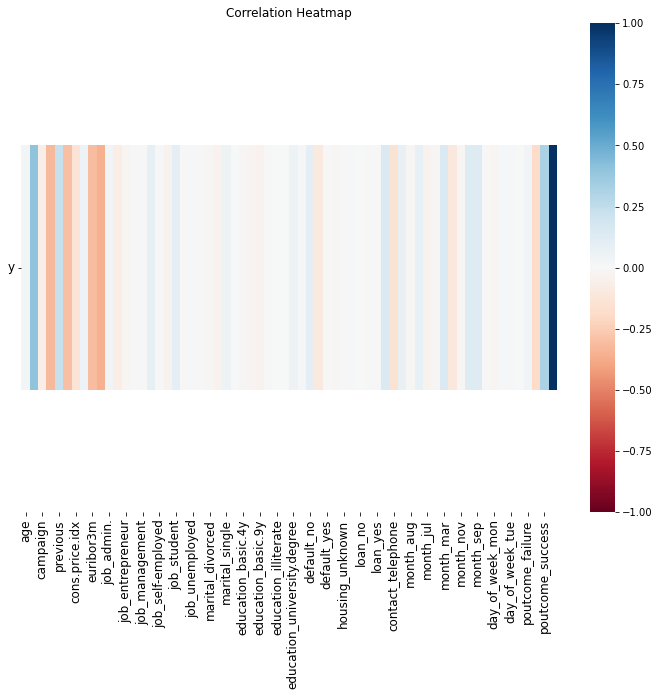 Correlation Heatmap
y
age
campaign
previous
cons.price.idx
euribor3m
job_admin.
job_entrepreneur
job_management
job_self-employed
job_student
job_unemployed
marital_divorced
marital_single
education_basic.4y
education_basic.9y
education_illiterate
education_university.degree
default_no
default_yes
housing_unknown
loan_no
loan_yes
contact_telephone
month_aug
month_jul
month_mar
month_nov
month_sep
day_of_week_mon
day_of_week_tue
poutcome_failure
poutcome_success
1.00
0.75
0.50
0.25
0.00
−0.25
−0.50
−0.75
−1.00